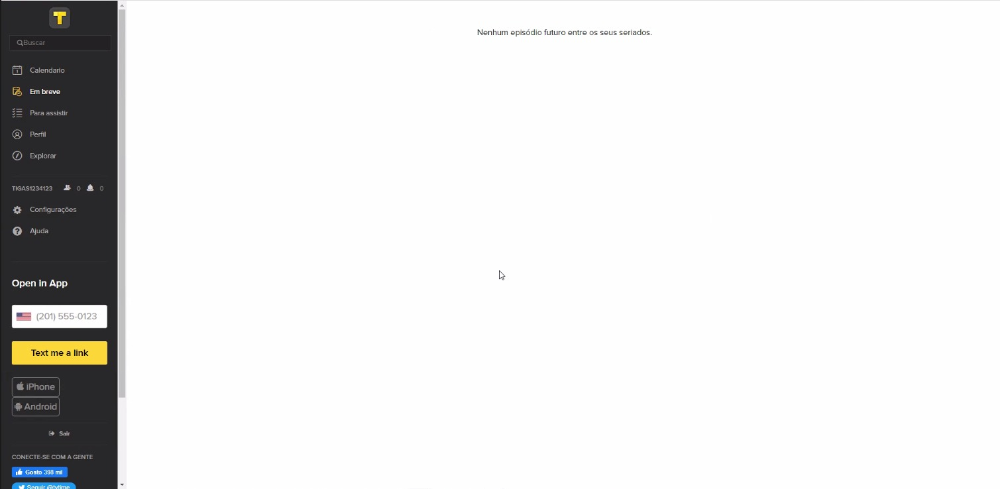 T
Buscar
Nenhum episódio futuro entre os seus seriados.
1
Calendario
Em breve
Para assistir
Perfil
Explorar
TIGAS1234123 0 0
Configurações
? Ajuda
Open in App
(201) 555-0123
Text me a link
iPhone
Android
Sair
CONECTE-SE COM A GENTE
Gosto 398 mil
Seguir @tvtime